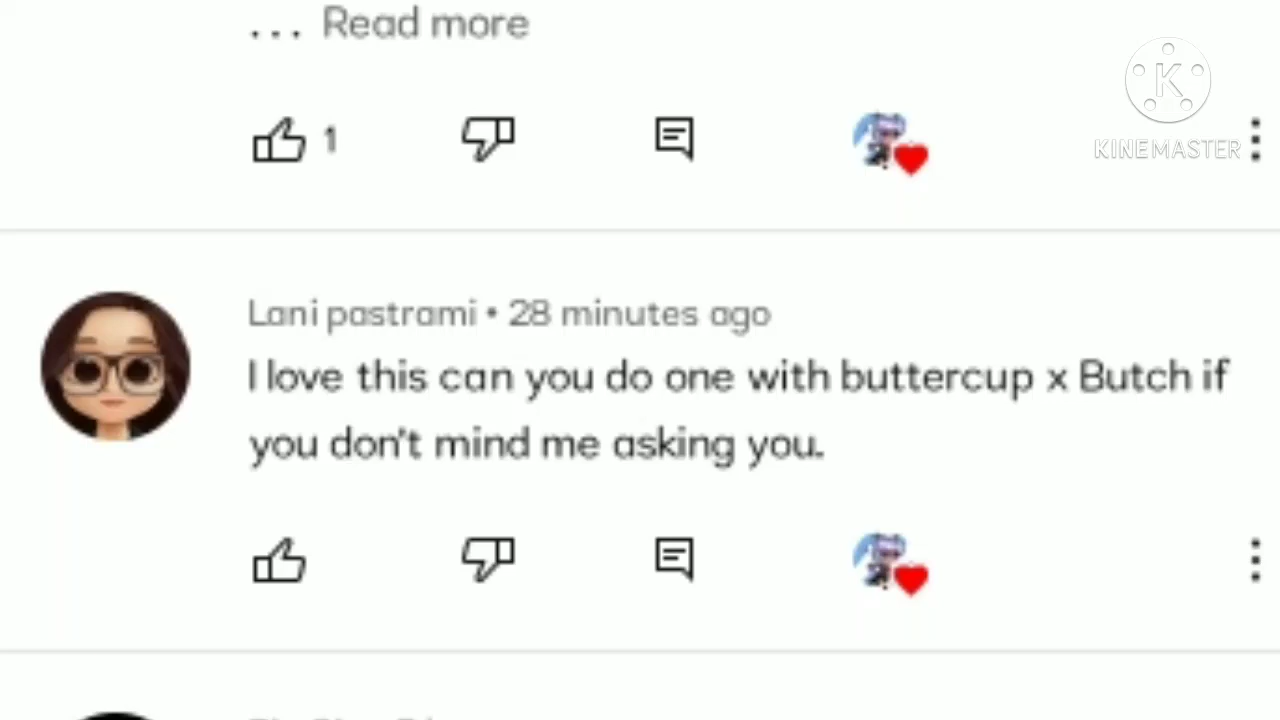 ... Read more
K
KINEMASTER
1
Lani pastrami • 28 minutes ago
I love this can you do one with buttercup x Butch if
you don't mind me asking you.